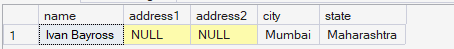 name address1 address2 city state
1 Ivan Bayross NULL NULL Mumbai Maharashtra